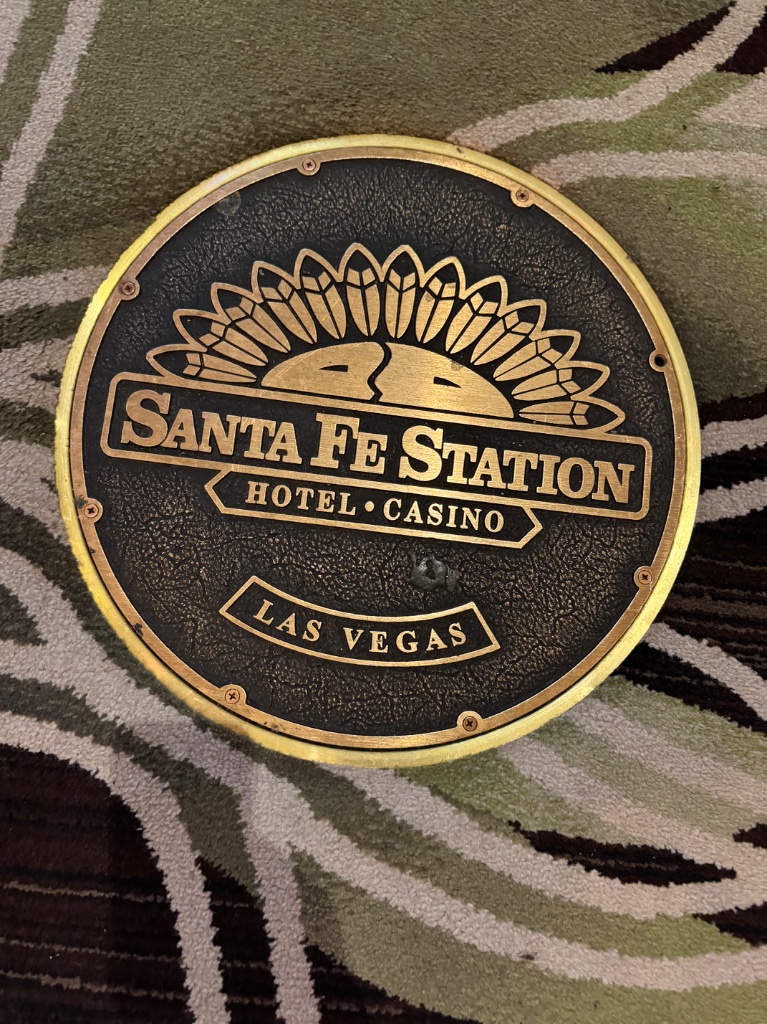 SANTA FE STATION
HOTEL • CASINO
LAS VEGAS